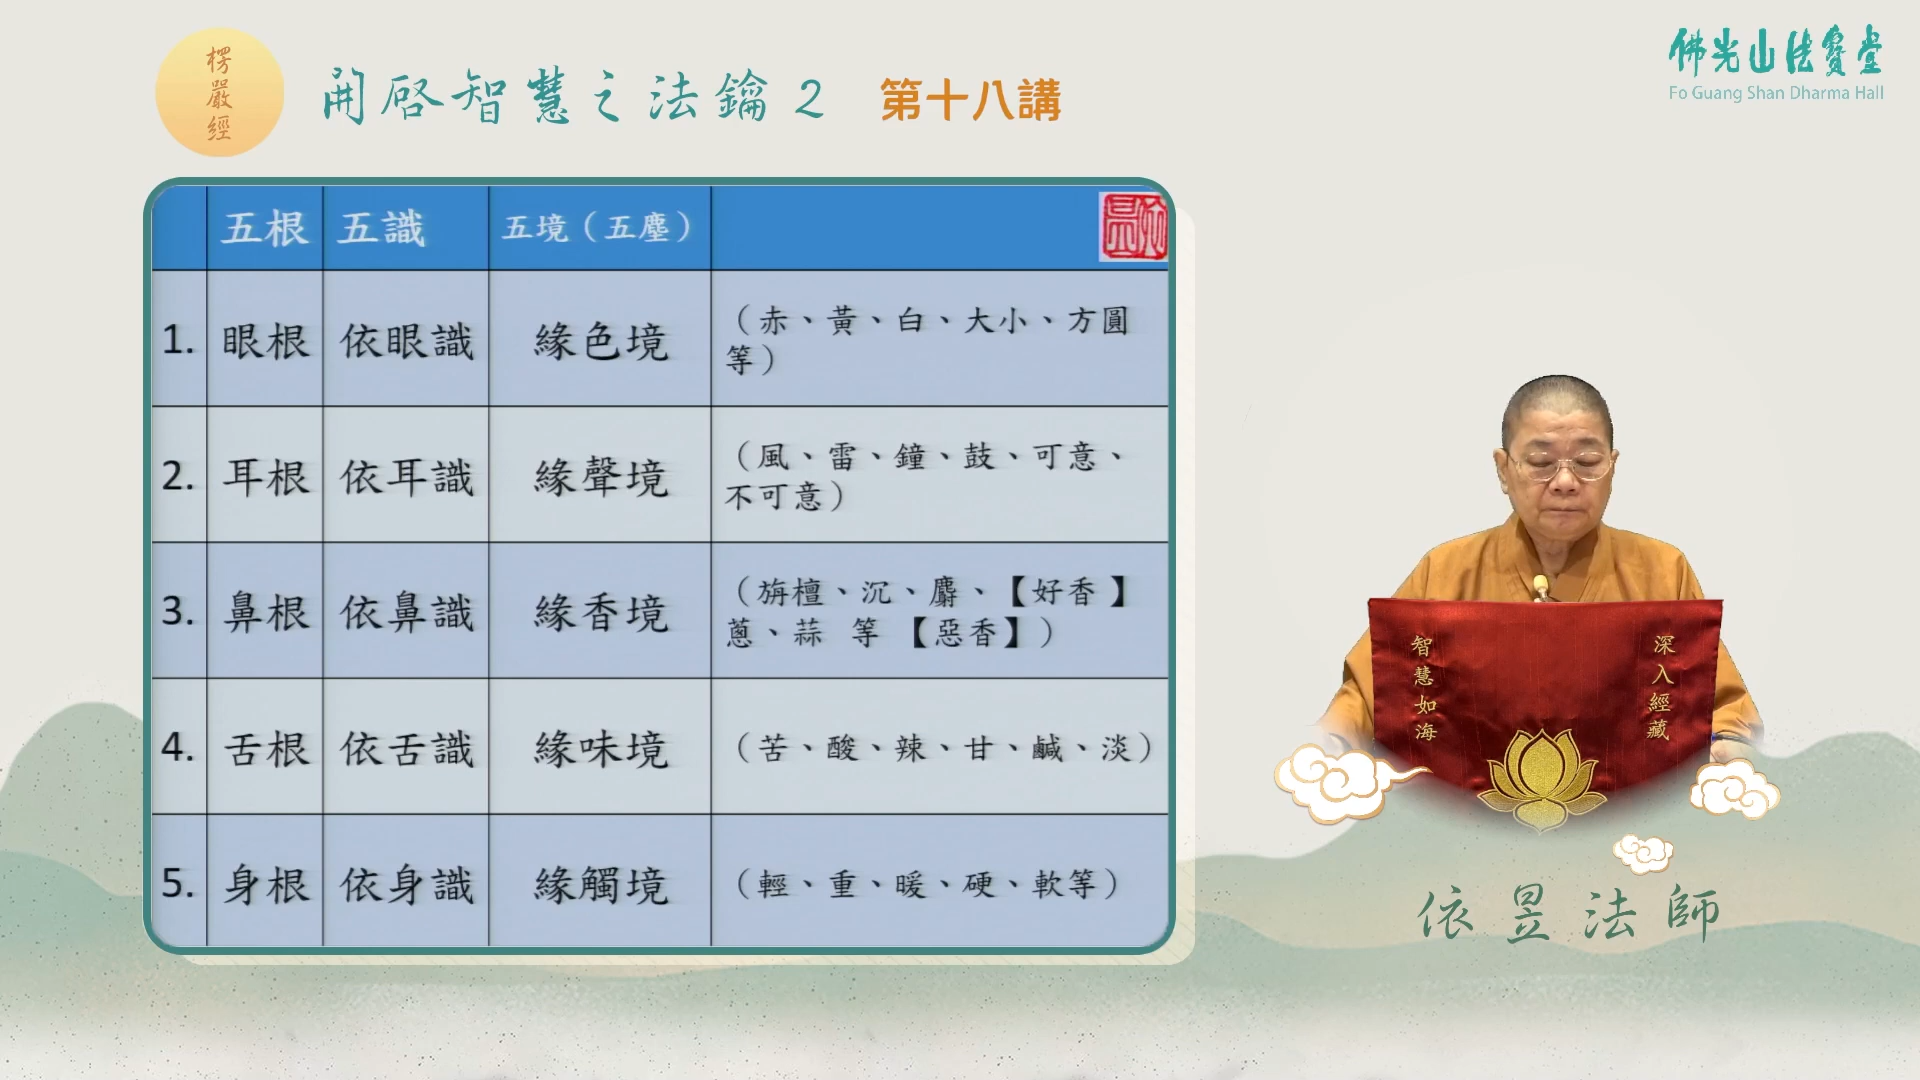 楞嚴經
開啓智慧之法鑰 2 第十八講
佛光山法寶堂
Fo Guang Shan Dharma Hall
五根 五識 五境（五塵）
1. 眼根 依眼識 緣色境 （赤、黃、白、大小、方圓
等）
2. 耳根 依耳識 緣聲境 （風、雷、鐘、鼓、可意、
不可意）
3. 鼻根 依鼻識 緣香境 （旃檀、沉、麝、【好香 】
蔥、蒜 等 【惡香】）
4. 舌根 依舌識 緣味境 （苦、酸、辣、甘、鹹、淡）
5. 身根 依身識 緣觸境 （輕、重、暖、硬、軟等）
深入經藏
智慧如海
依昱法師